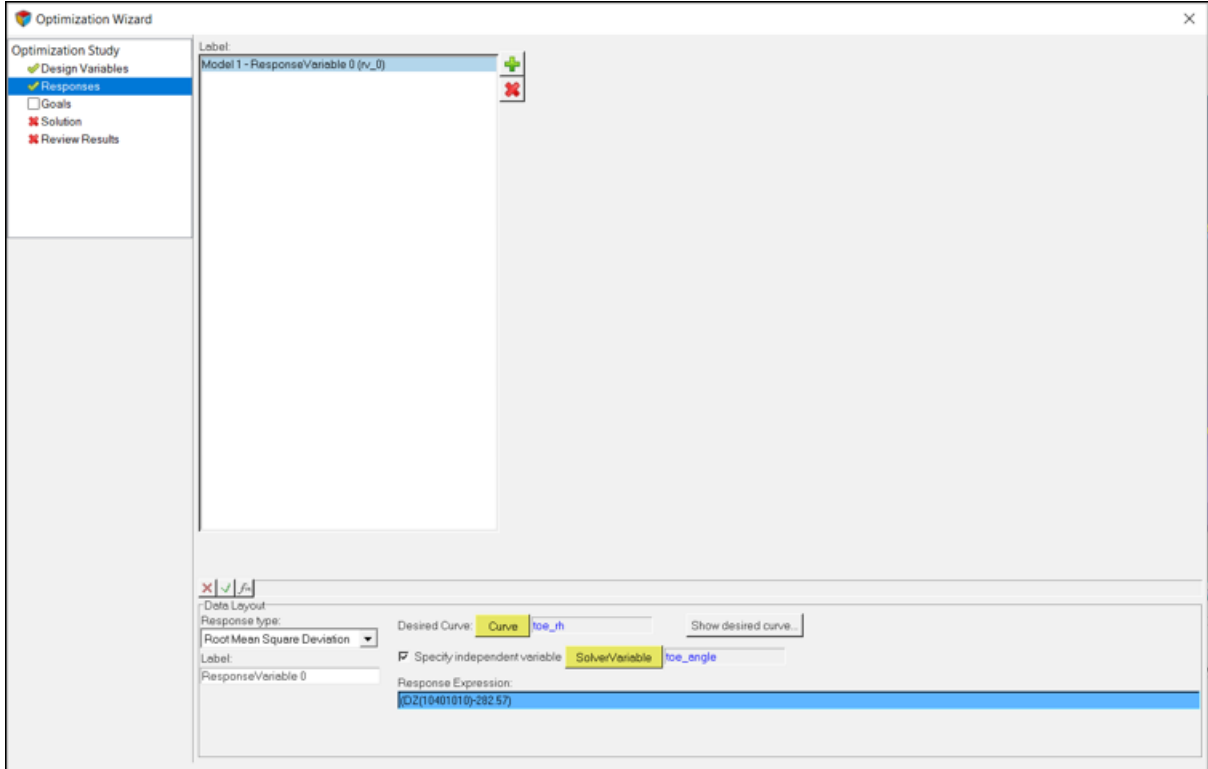 Optimization Wizard
Optimization Study
Design Variables
Responses
Goals
Solution
Review Results
Label:
Model 1 - ResponseVariable 0 (rv_0)
Data Layout
Response type:
Root Mean Square Deviation
Label:
ResponseVariable 0
Desired Curve: Curve toe_rh Show desired curve...
Specify independent variable SolverVariable toe_angle
Response Expression:
(DZ(10401010)-282.57)